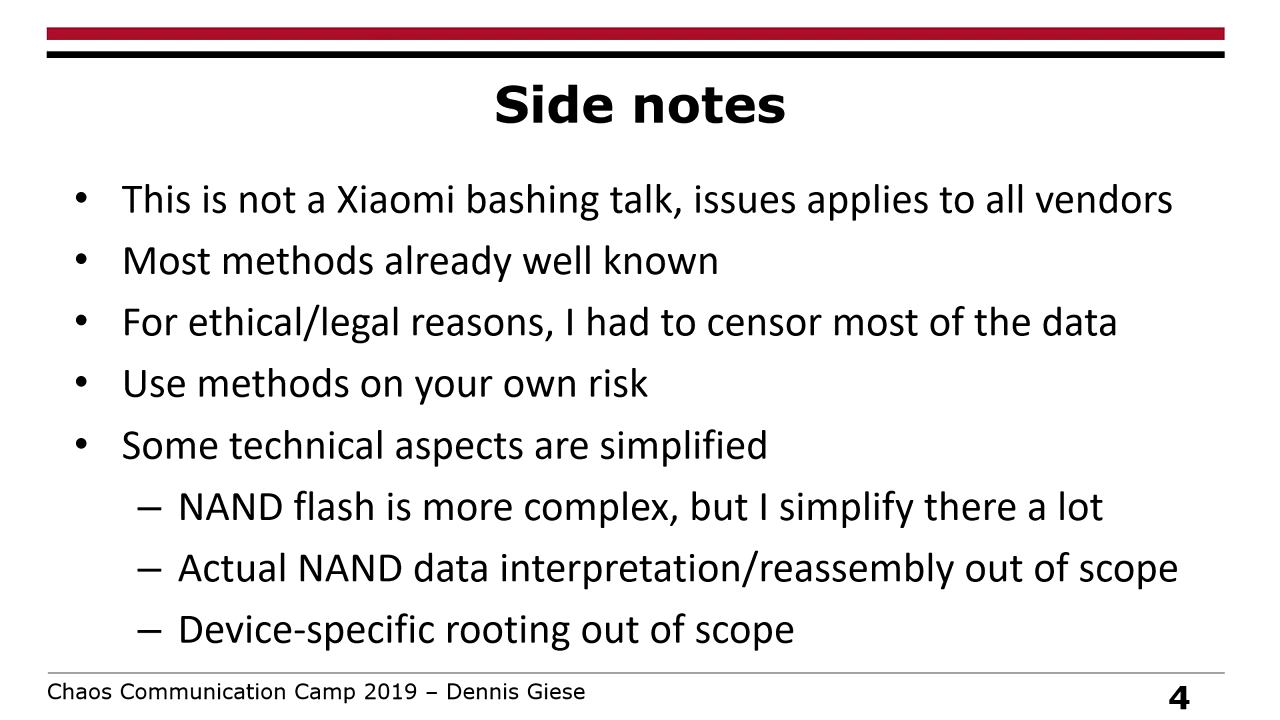 Side notes
• This is not a Xiaomi bashing talk, issues applies to all vendors
• Most methods already well known
• For ethical/legal reasons, I had to censor most of the data
• Use methods on your own risk
• Some technical aspects are simplified
– NAND flash is more complex, but I simplify there a lot
– Actual NAND data interpretation/reassembly out of scope
– Device-specific rooting out of scope
Chaos Communication Camp 2019 – Dennis Giese
4